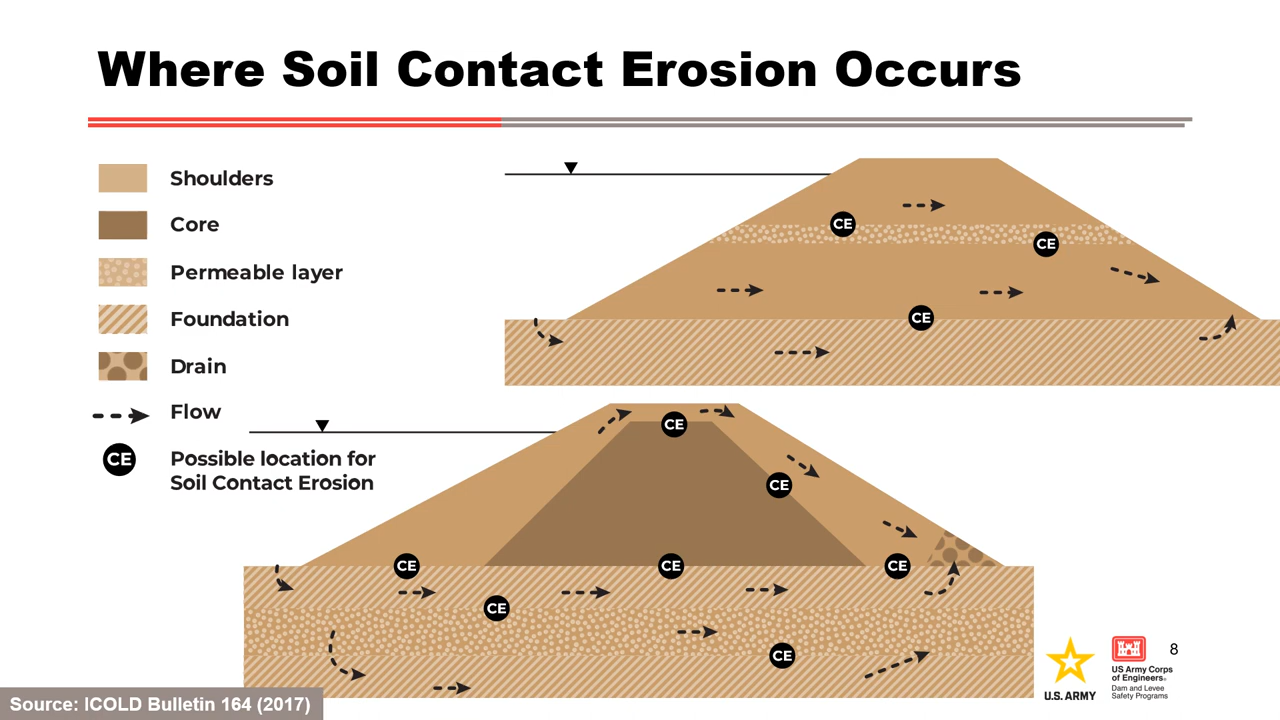 Where Soil Contact Erosion Occurs
Shoulders
Core
Permeable layer
Foundation
Drain
Flow
CE
Possible location for
Soil Contact Erosion
CE
CE
CE
CE
CE
CE
CE
CE
CE
CE
U.S. ARMY
US Army Corps
of Engineers®
Dam and Levee
Safety Programs
8
Source: ICOLD Bulletin 164 (2017)